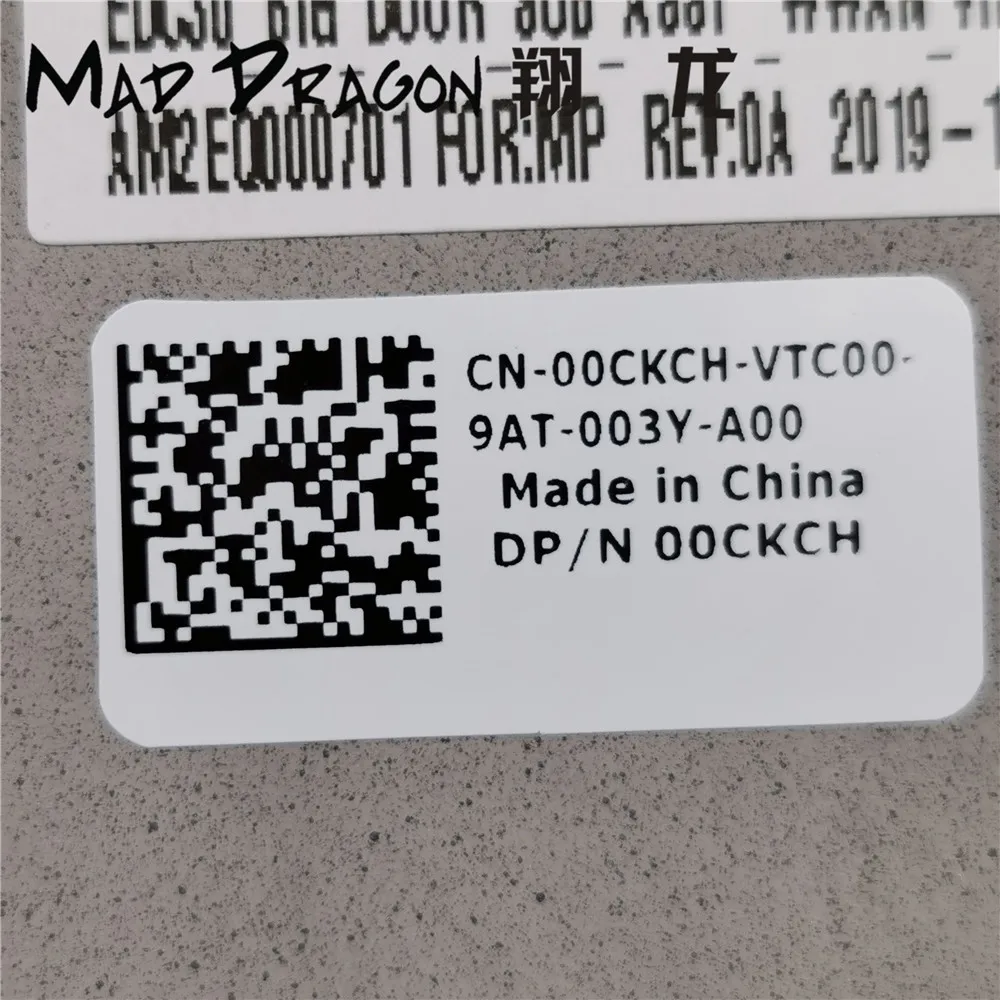 MAD DRAGON 翔 龙
AM2EQ000701 FOR:MP REV:0A 2019-1
CN-00CKCH-VTC00-
9AT-003Y-A00
Made in China
DP/N 00CKCH